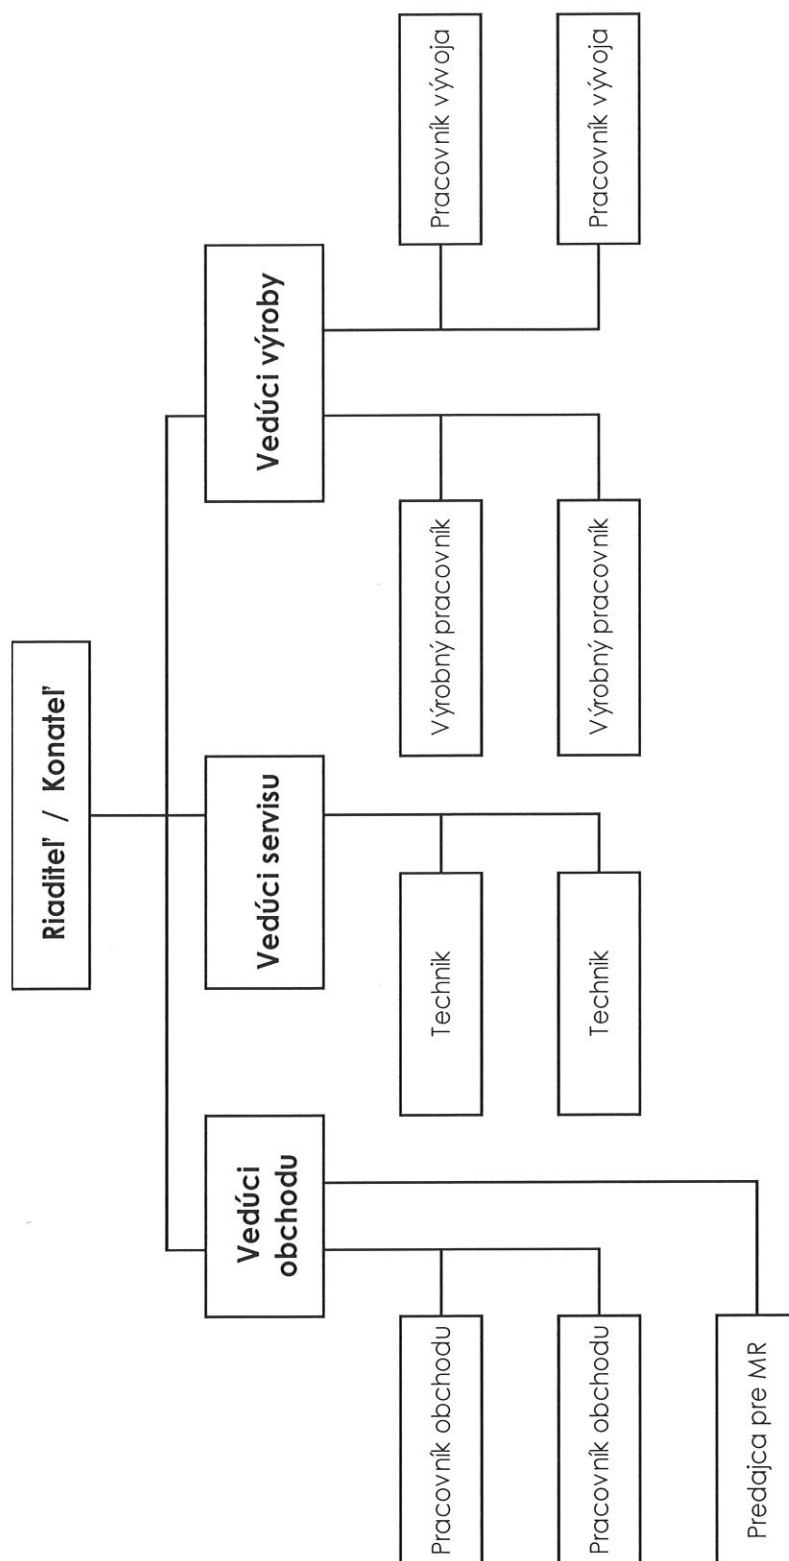 Riaditeľ / Konateľ
Vedúci
obchodu
Vedúci servisu
Vedúci výroby
Pracovník obchodu
Technik
Výrobný pracovník
Pracovník vývoja
Pracovník obchodu
Technik
Výrobný pracovník
Pracovník vývoja
Predajca pre MR